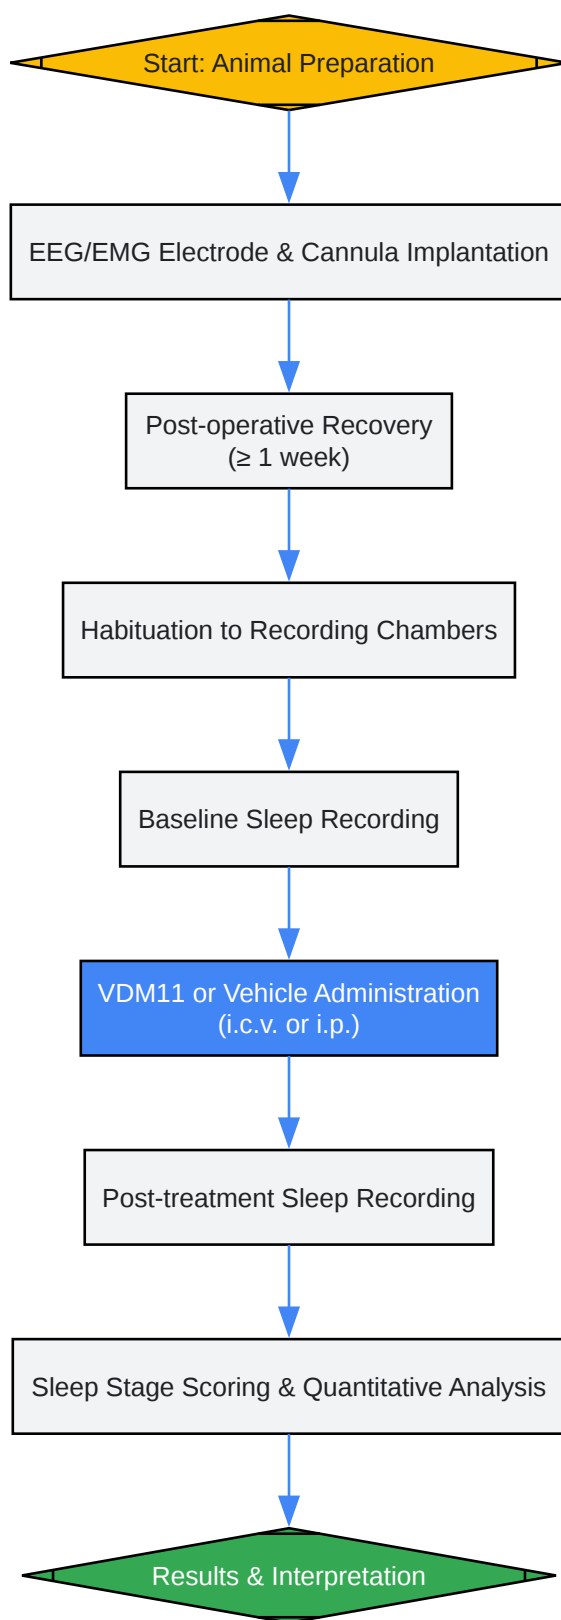 Start: Animal Preparation
EEG/EMG Electrode & Cannula Implantation
Post-operative Recovery
(≥ 1 week)
Habituation to Recording Chambers
Baseline Sleep Recording
VDM11 or Vehicle Administration
(i.c.v. or i.p.)
Post-treatment Sleep Recording
Sleep Stage Scoring & Quantitative Analysis
Results & Interpretation